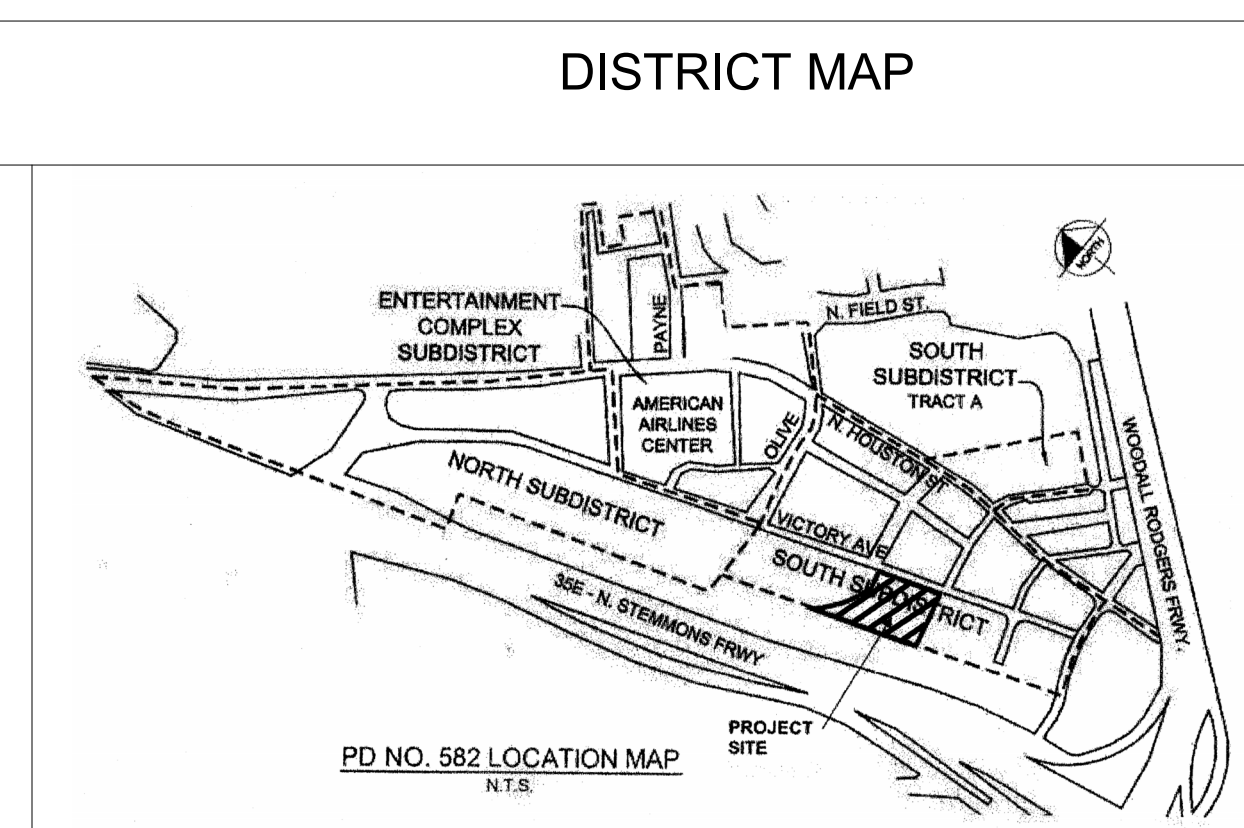 DISTRICT MAP
NORTH
ENTERTAINMENT
COMPLEX
SUBDISTRICT
PAYNE
N. FIELD ST.
SOUTH
SUBDISTRICT
TRACT A
AMERICAN
AIRLINES
CENTER
OLIVE
N. HOUSTON ST
WOODALL RODGERS FRWY.
NORTH SUBDISTRICT
VICTORY AVE
SOUTH SUBDISTRICT
35E - N. STEMMONS FRWY
PROJECT
SITE
PD NO. 582 LOCATION MAP
N.T.S.